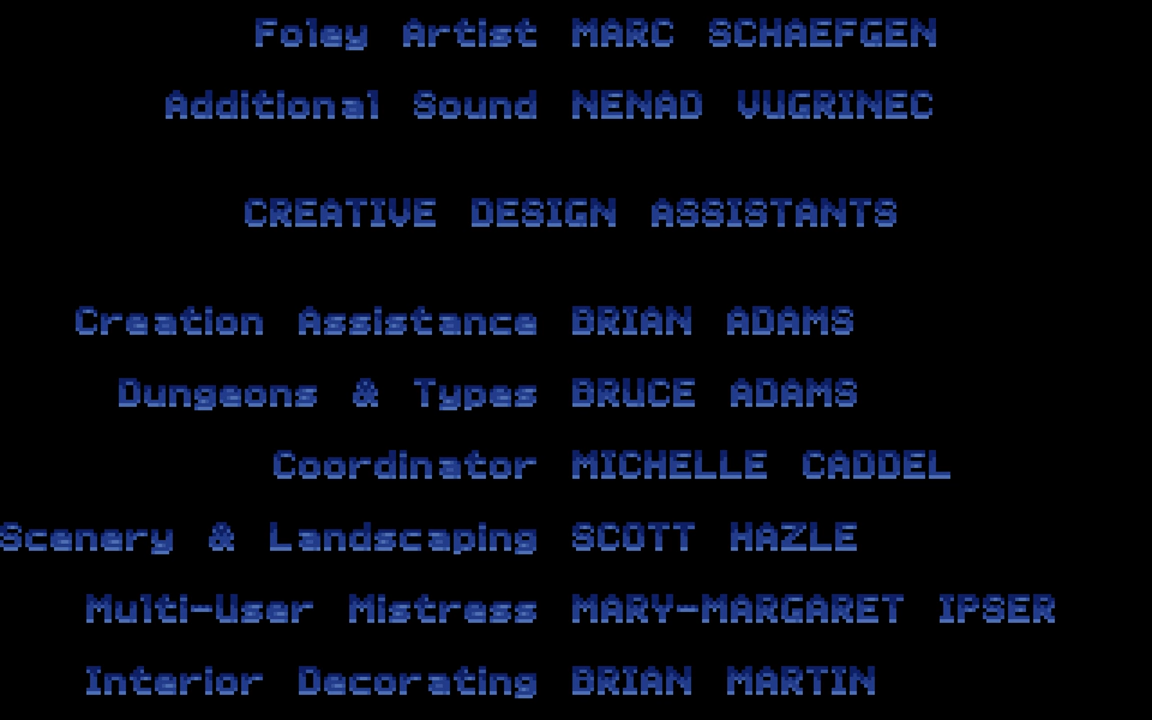 Foley Artist MARC SCHAEFGEN
Additional Sound NENAD VUGRINEC
CREATIVE DESIGN ASSISTANTS
Creation Assistance BRIAN ADAMS
Dungeons & Types BRUCE ADAMS
Coordinator MICHELLE CADDEL
Scenery & Landscaping SCOTT HAZLE
Multi-User Mistress MARY-MARGARET IPSER
Interior Decorating BRIAN MARTIN